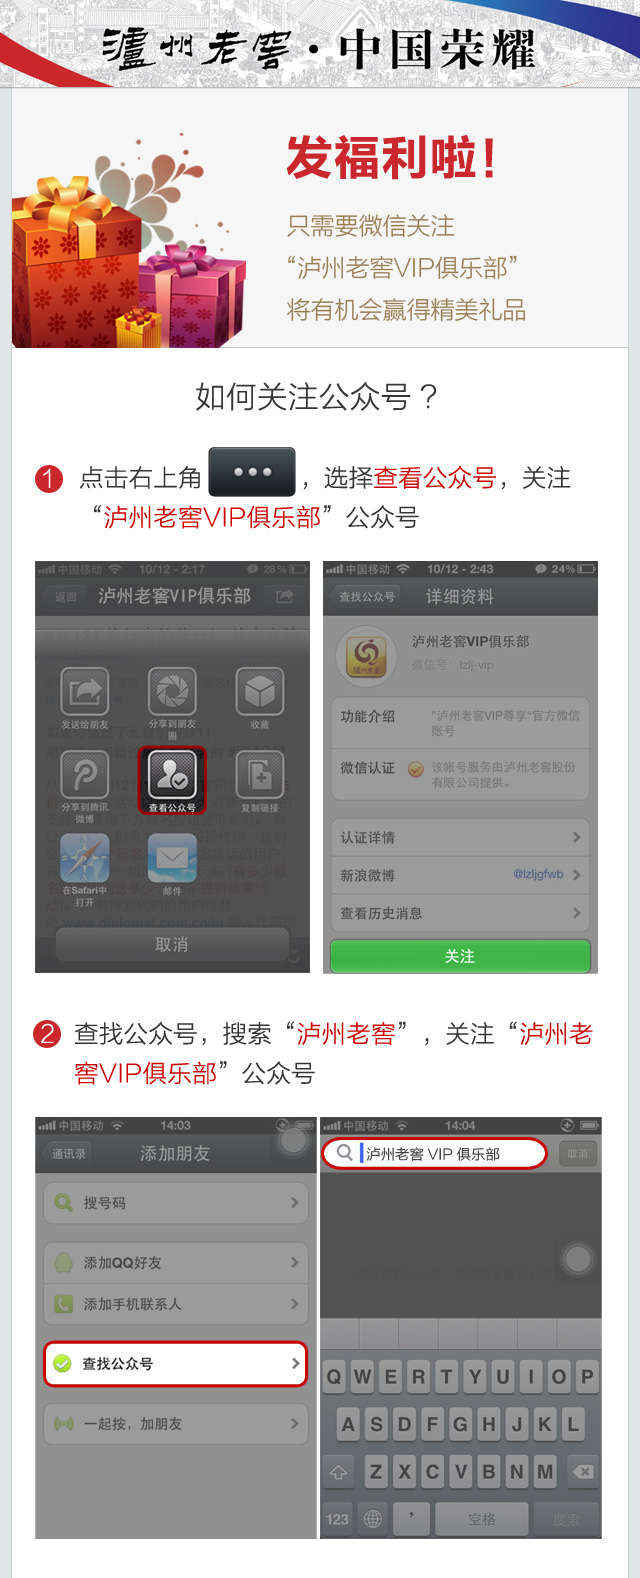 泸州老窖·中国荣耀
发福利啦!
只需要微信关注
“泸州老窖VIP俱乐部”
将有机会赢得精美礼品
如何关注公众号？
1 点击右上角 ，选择查看公众号，关注
“泸州老窖VIP俱乐部”公众号
中国移动 10/12 - 2:17 28%
返回 泸州老窖VIP俱乐部
发送给朋友 分享到朋友圈 收藏
分享到腾讯微博 查看公众号 复制链接
在Safari中打开 邮件
取消
中国移动 10/12 - 2:43 24%
查找公众号 详细资料
泸州老窖VIP俱乐部
微信号: lzlj-vip
功能介绍 “泸州老窖VIP尊享”官方微信
账号
微信认证 该帐号服务由泸州老窖股份
有限公司提供。
认证详情
新浪微博 @lzljgfwb
查看历史消息
关注
2 查找公众号，搜索“泸州老窖”，关注“泸州老
窖VIP俱乐部”公众号
中国移动 14:03
通讯录 添加朋友
搜号码
添加QQ好友
添加手机联系人
查找公众号
一起按，加朋友
中国移动 14:04
泸州老窖 VIP 俱乐部 取消
Q W E R T Y U I O P
A S D F G H J K L
Z X C V B N M
123 ， 空格 搜索